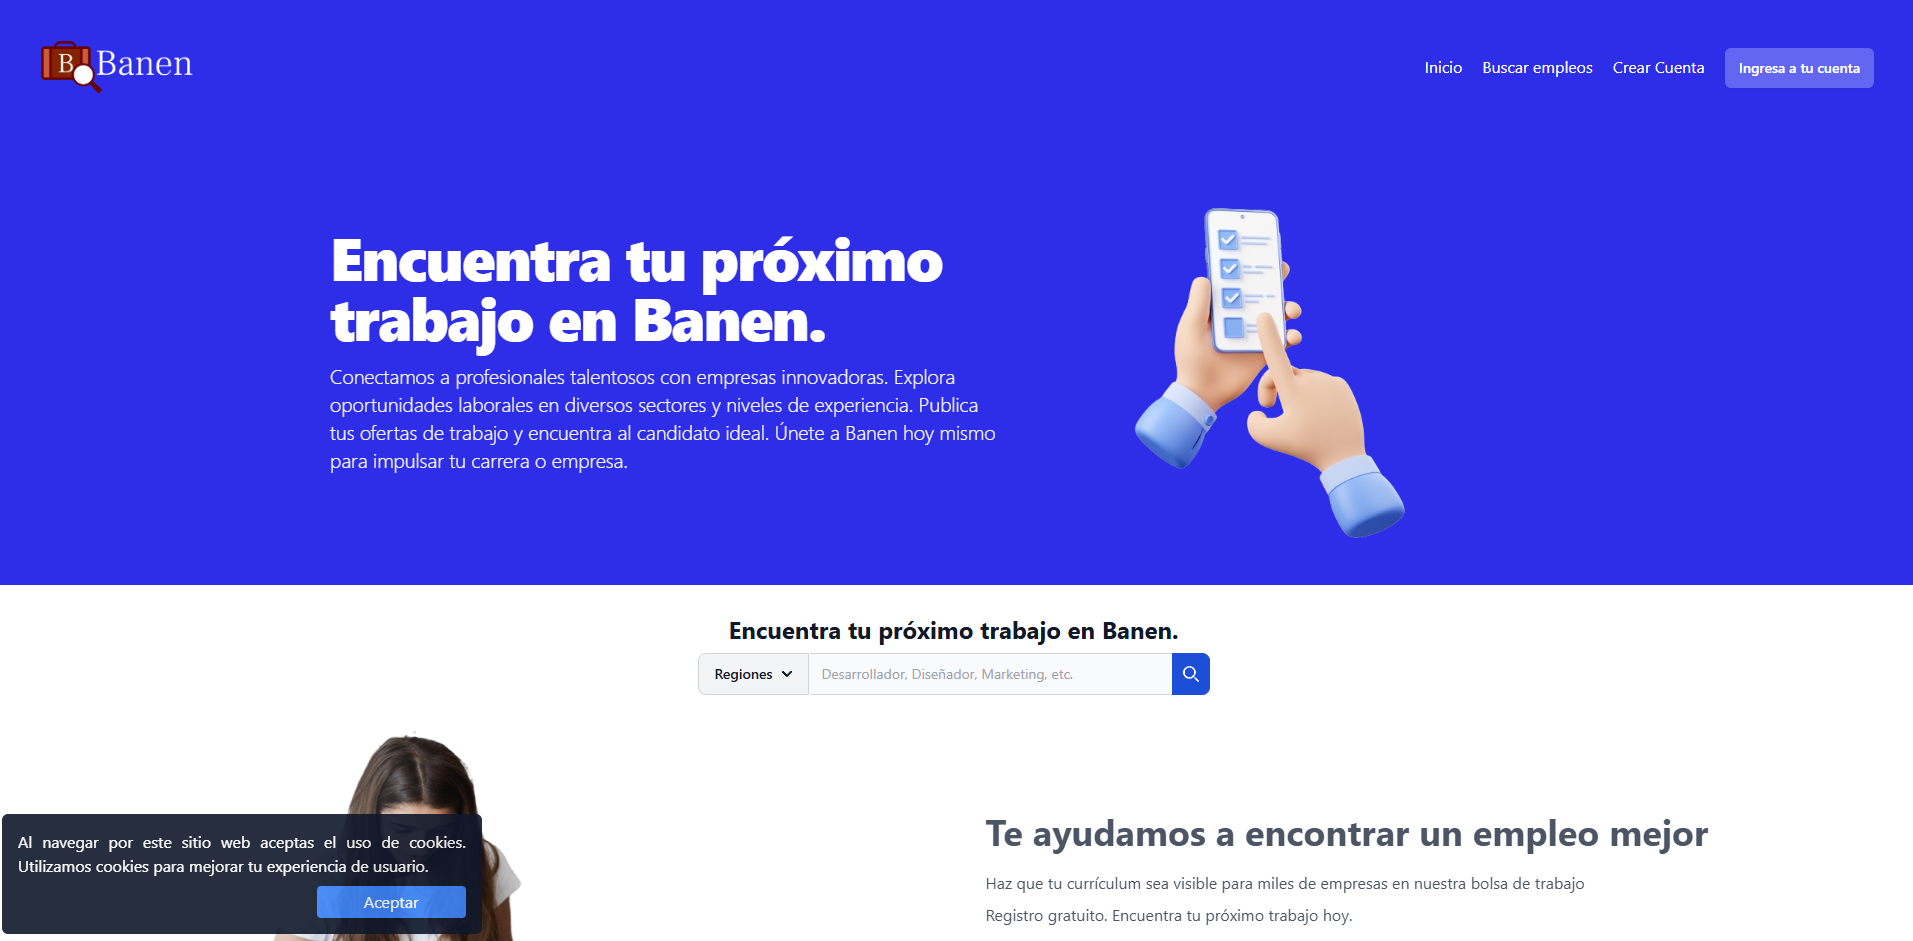 B Banen
Inicio
Buscar empleos
Crear Cuenta
Ingresa a tu cuenta
Encuentra tu próximo
trabajo en Banen.
Conectamos a profesionales talentosos con empresas innovadoras. Explora
oportunidades laborales en diversos sectores y niveles de experiencia. Publica
tus ofertas de trabajo y encuentra al candidato ideal. Únete a Banen hoy mismo
para impulsar tu carrera o empresa.
Encuentra tu próximo trabajo en Banen.
Regiones
Desarrollador, Diseñador, Marketing, etc.
Te ayudamos a encontrar un empleo mejor
Haz que tu currículum sea visible para miles de empresas en nuestra bolsa de trabajo
Registro gratuito. Encuentra tu próximo trabajo hoy.
Al navegar por este sitio web aceptas el uso de cookies.
Utilizamos cookies para mejorar tu experiencia de usuario.
Aceptar